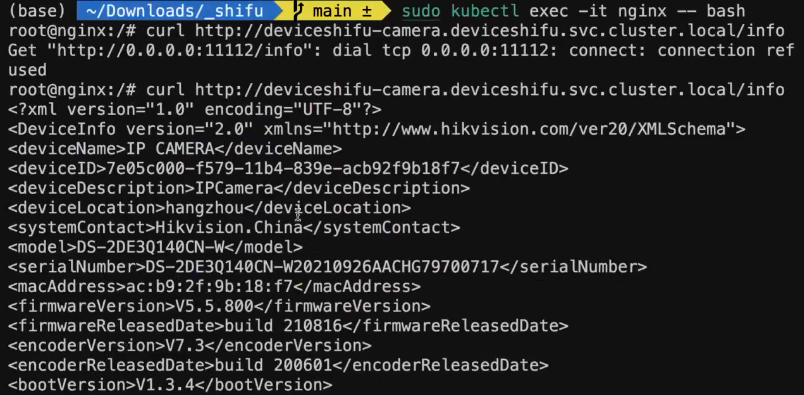 (base) ~/Downloads/_shifu main ± sudo kubectl exec -it nginx -- bash
root@nginx:/# curl http://deviceshifu-camera.deviceshifu.svc.cluster.local/info
Get "http://0.0.0.0:11112/info": dial tcp 0.0.0.0:11112: connect: connection ref
used
root@nginx:/# curl http://deviceshifu-camera.deviceshifu.svc.cluster.local/info
<?xml version="1.0" encoding="UTF-8"?>
<DeviceInfo version="2.0" xmlns="http://www.hikvision.com/ver20/XMLSchema">
<deviceName>IP CAMERA</deviceName>
<deviceID>7e05c000-f579-11b4-839e-acb92f9b18f7</deviceID>
<deviceDescription>IPCamera</deviceDescription>
<deviceLocation>hangzhou</deviceLocation>
<systemContact>Hikvision.China</systemContact>
<model>DS-2DE3Q140CN-W</model>
<serialNumber>DS-2DE3Q140CN-W20210926AACHG79700717</serialNumber>
<macAddress>ac:b9:2f:9b:18:f7</macAddress>
<firmwareVersion>V5.5.800</firmwareVersion>
<firmwareReleasedDate>build 210816</firmwareReleasedDate>
<encoderVersion>V7.3</encoderVersion>
<encoderReleasedDate>build 200601</encoderReleasedDate>
<bootVersion>V1.3.4</bootVersion>